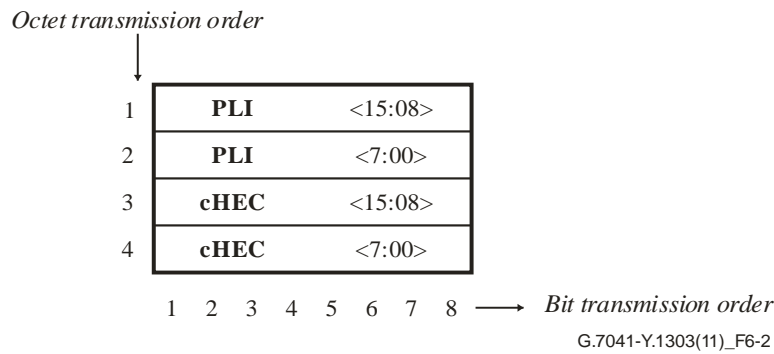 Octet transmission order
1 PLI <15:08>
2 PLI <7:00>
3 cHEC <15:08>
4 cHEC <7:00>
1 2 3 4 5 6 7 8 Bit transmission order
G.7041-Y.1303(11)_F6-2